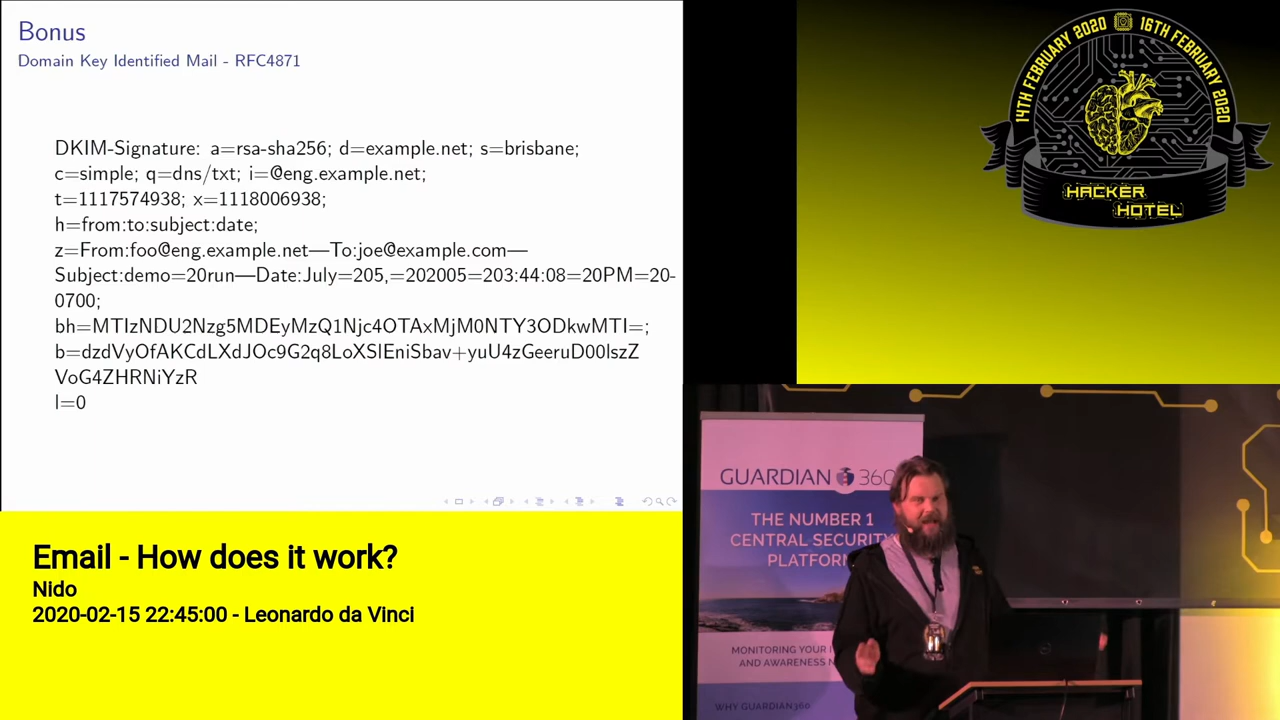 Bonus
Domain Key Identified Mail - RFC4871
DKIM-Signature: a=rsa-sha256; d=example.net; s=brisbane;
c=simple; q=dns/txt; i=@eng.example.net;
t=1117574938; x=1118006938;
h=from:to:subject:date;
z=From:foo@eng.example.net—To:joe@example.com—
Subject:demo=20run—Date:July=205,=202005=203:44:08=20PM=20-
0700;
bh=MTIzNDU2Nzg5MDEyMzQ1Njc4OTAxMjM0NTY3ODkwMTI=;
b=dzdVyOfAKCdLXdJOc9G2q8LoXSlEniSbav+yuU4zGeeruD00lszZ
VoG4ZHRNiYzR
l=0
14TH FEBRUARY 2020
16TH FEBRUARY 2020
HACKER
HOTEL
GUARDIAN 360
THE NUMBER 1
CENTRAL SECURITY
PLATFORM
MONITORING YOUR
AND AWARENESS
WHY GUARDIAN360
Email - How does it work?
Nido
2020-02-15 22:45:00 - Leonardo da Vinci